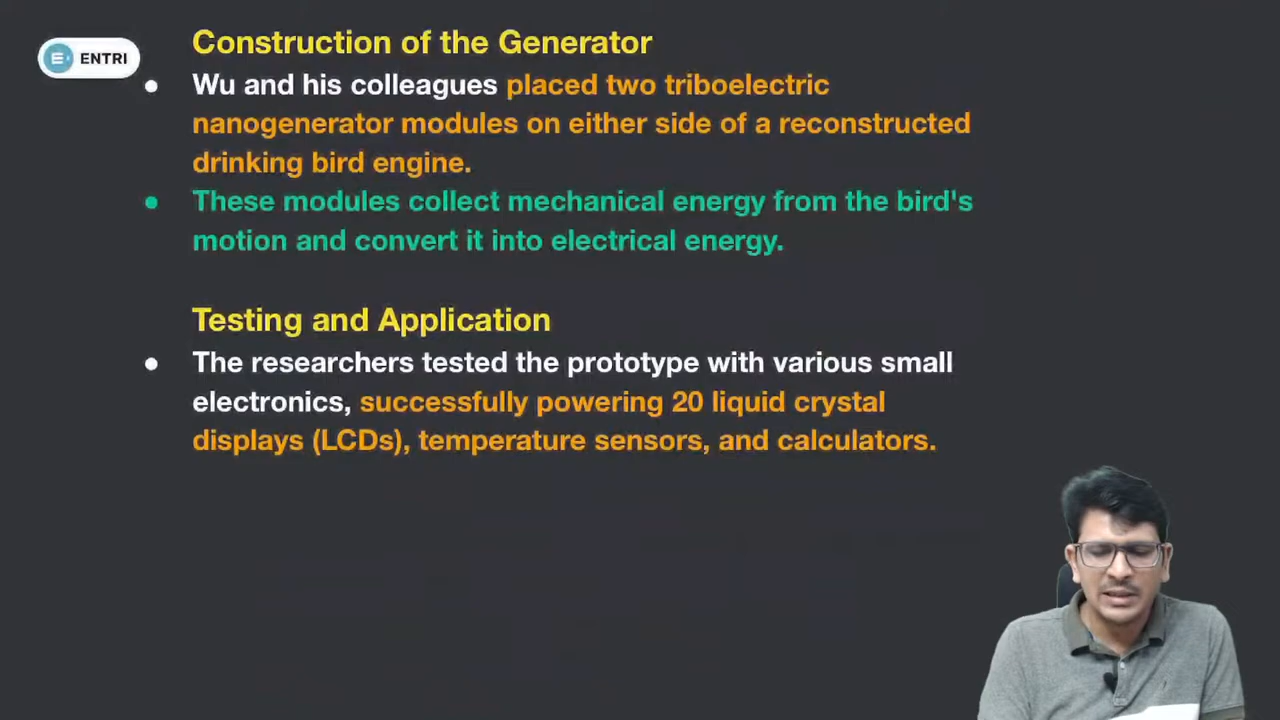 Construction of the Generator
ENTRI
• Wu and his colleagues placed two triboelectric
nanogenerator modules on either side of a reconstructed
drinking bird engine.
• These modules collect mechanical energy from the bird's
motion and convert it into electrical energy.
Testing and Application
• The researchers tested the prototype with various small
electronics, successfully powering 20 liquid crystal
displays (LCDs), temperature sensors, and calculators.